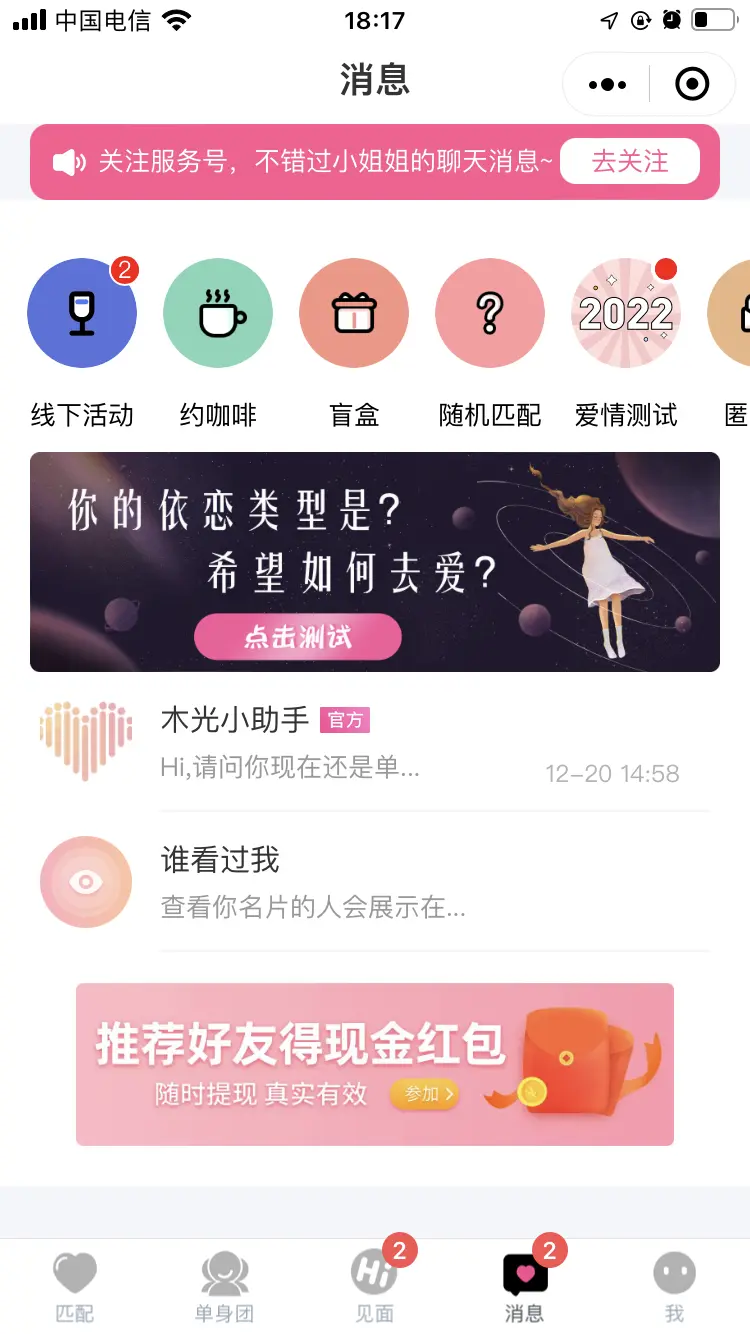 中国电信
18:17
消息
关注服务号，不错过小姐姐的聊天消息~
去关注
2
2022
线下活动
约咖啡
盲盒
随机匹配
爱情测试
匿
你的依恋类型是?
希望如何去爱?
点击测试
木光小助手
官方
Hi,请问你现在还是单...
12-20 14:58
谁看过我
查看你名片的人会展示在...
推荐好友得现金红包
随时提现 真实有效
参加 >
Hi
2
2
匹配
单身团
见面
消息
我